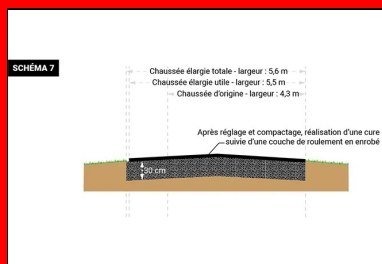 SCHÉMA 7
Chaussée élargie totale - largeur : 5,6 m
Chaussée élargie utile - largeur : 5,5 m
Chaussée d'origine - largeur : 4,3 m
Après réglage et compactage, réalisation d'une cure
suivie d'une couche de roulement en enrobé
30 cm